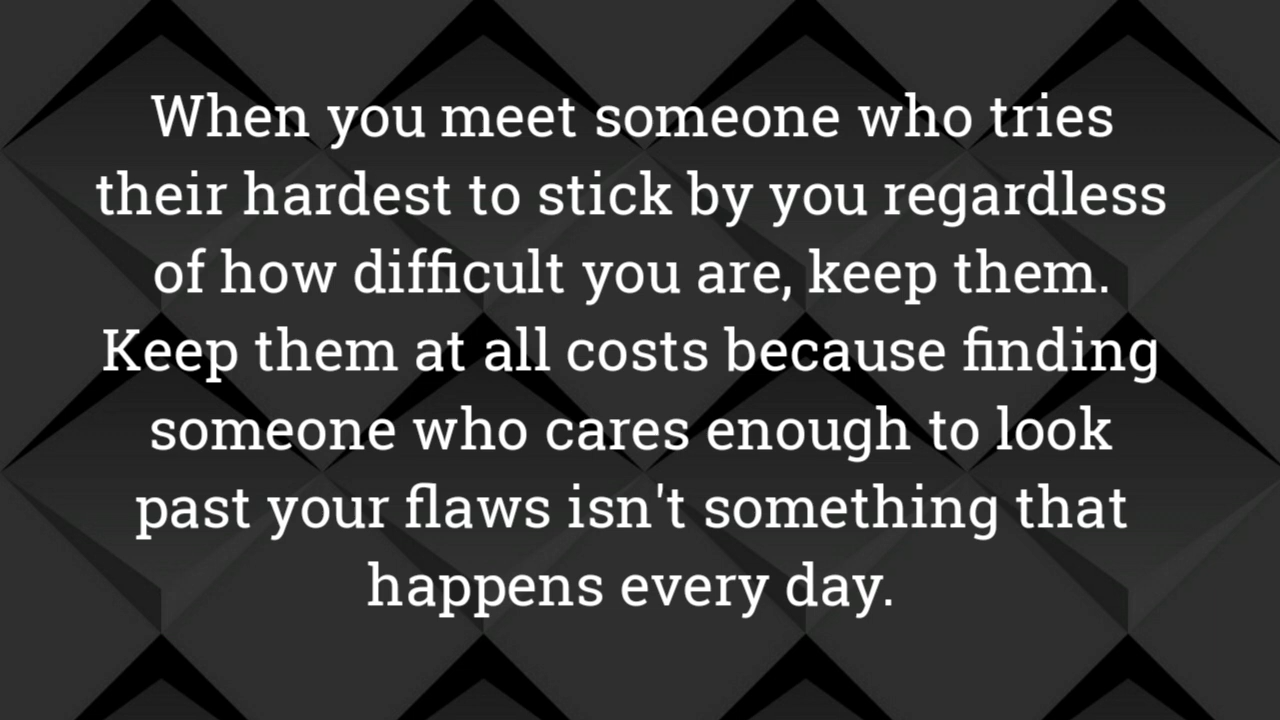 When you meet someone who tries
their hardest to stick by you regardless
of how difficult you are, keep them.
Keep them at all costs because finding
someone who cares enough to look
past your flaws isn't something that
happens every day.